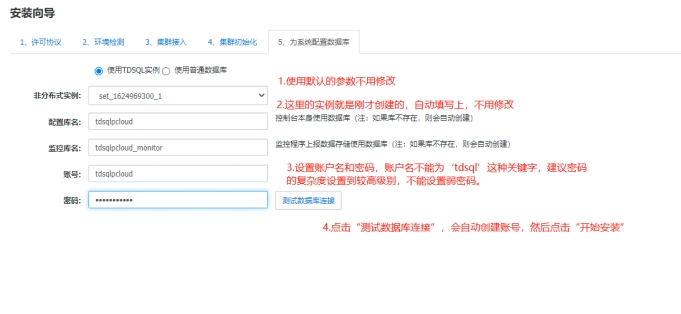 安装向导
1、许可协议
2、环境检测
3、集群接入
4、集群初始化
5、为系统配置数据库
使用TDSQL实例
使用普通数据库
1.使用默认的参数不用修改
非分布式实例:
set_1624969300_1
2.这里的实例就是刚才创建的，自动填写上，不用修改
配置库名:
tdsqlpcloud
控制台本身使用数据库（注：如果库不存在，则会自动创建）
监控库名:
tdsqlpcloud_monitor
监控程序上报数据存储使用数据库（注：如果库不存在，则会自动创建）
账号:
tdsqlpcloud
3.设置账户名和密码，账户名不能为‘tdsql’这种关键字，建议密码
的复杂度设置到较高级别，不能设置弱密码。
密码:
•••••••••••
测试数据库连接
4.点击“测试数据库连接”，会自动创建账号，然后点击“开始安装”